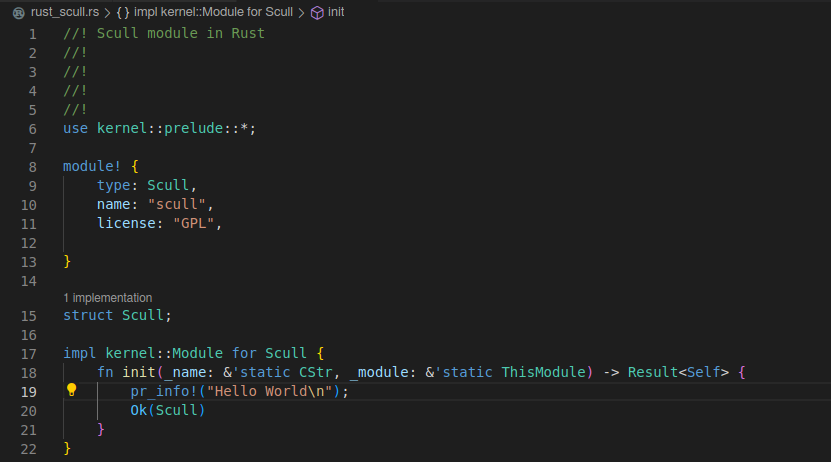 rust_scull.rs > {} impl kernel::Module for Scull > init
1 //! Scull module in Rust
2 //!
3 //!
4 //!
5 //!
6 use kernel::prelude::*;
7
8 module! {
9     type: Scull,
10     name: "scull",
11     license: "GPL",
12
13 }
14
1 implementation
15 struct Scull;
16
17 impl kernel::Module for Scull {
18     fn init(_name: &'static CStr, _module: &'static ThisModule) -> Result<Self> {
19         pr_info!("Hello World\n");
20         Ok(Scull)
21     }
22 }